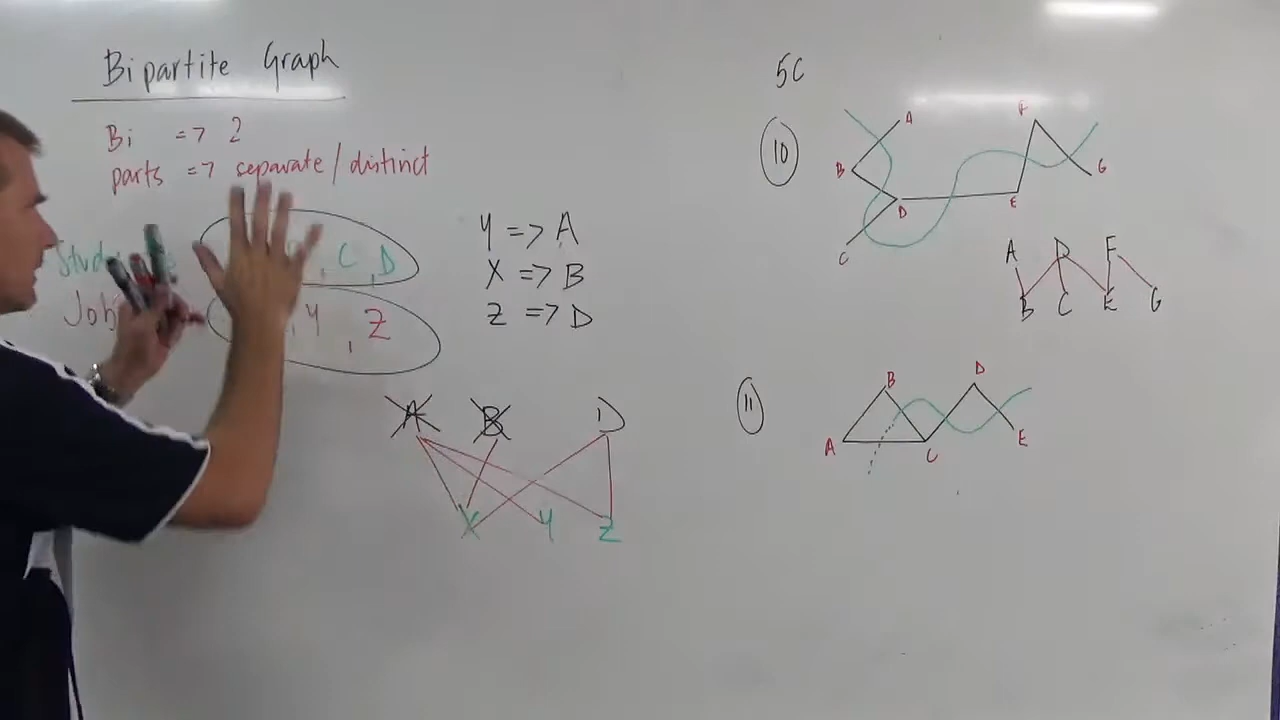 Bipartite Graph
Bi => 2
parts => separate / distinct
, C , D
, Y , Z
Y => A
X => B
Z => D
A B D
X Y Z
5C
10
A
B
D
C
E
F
G
A D F
B C E G
11
B
A
C
D
E